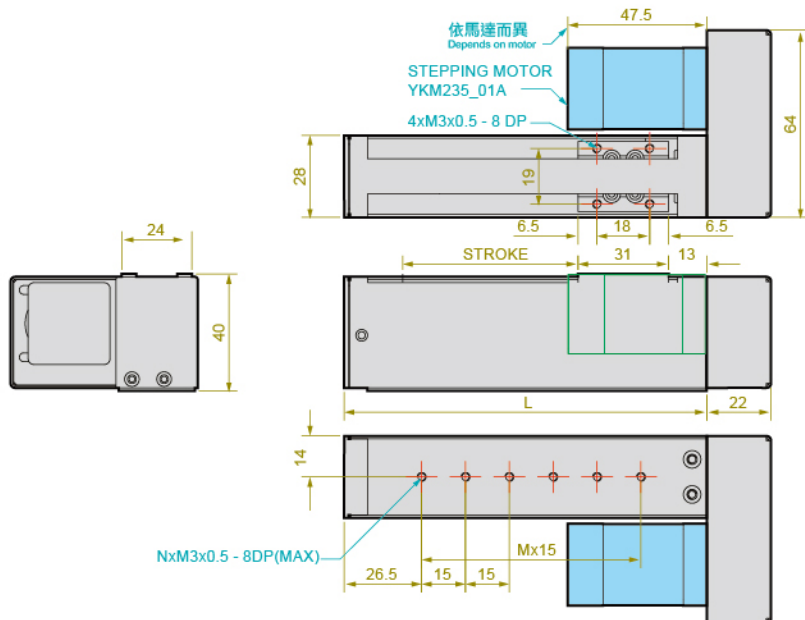 47.5
依馬達而異
Depends on motor
STEPPING MOTOR
YKM235_01A
4xM3x0.5 - 8 DP
64
28
19
6.5
18
6.5
24
STROKE
31
13
40
L
22
14
NxM3x0.5 - 8DP(MAX)
Mx15
26.5
15
15